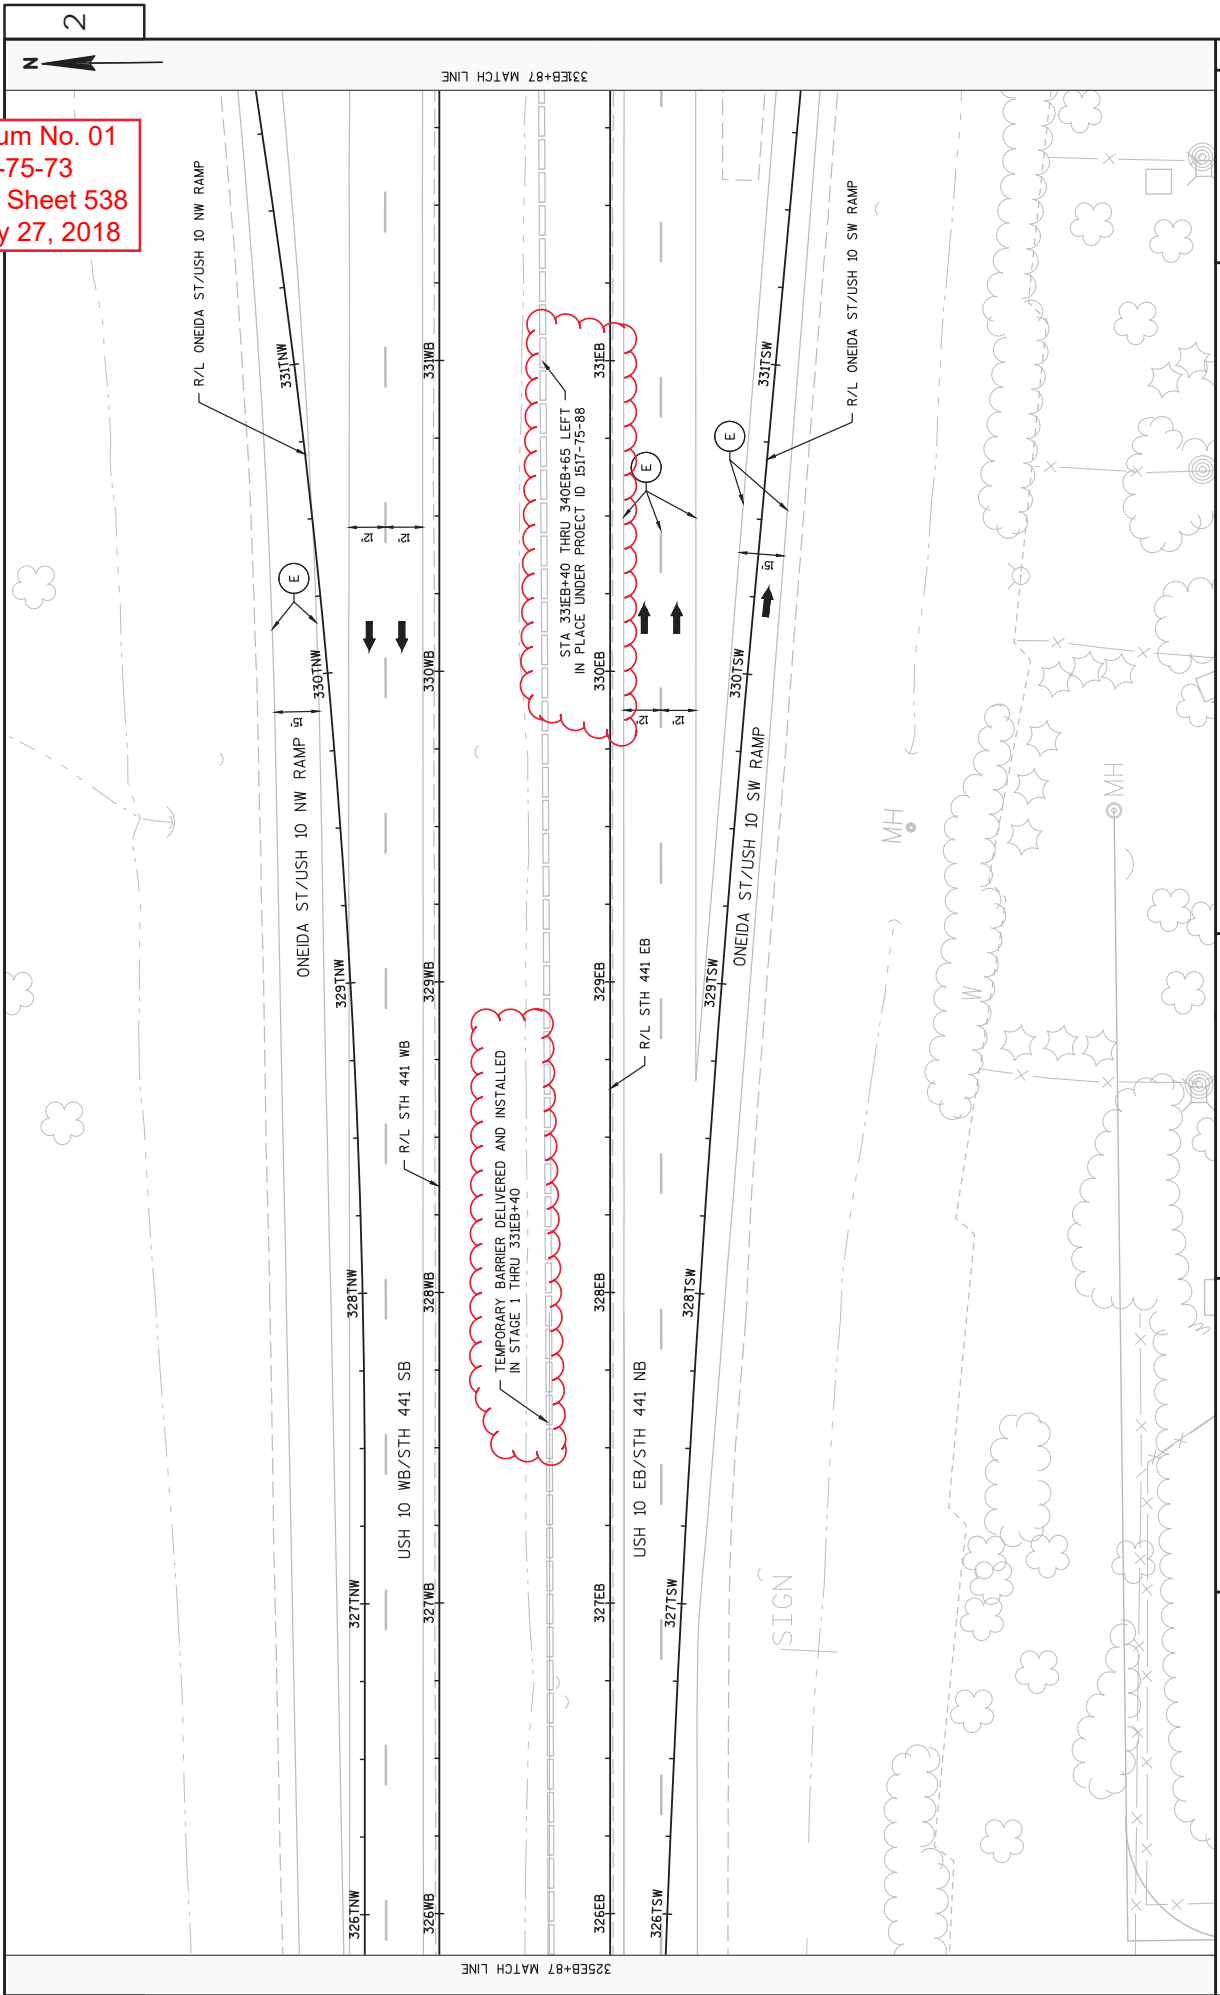 2
N
331EB+87 MATCH LINE
um No. 01
-75-73
Sheet 538
y 27, 2018
R/L ONEIDA ST/USH 10 NW RAMP
R/L ONEIDA ST/USH 10 SW RAMP
331TNW
331WB
331EB
331TSW
STA 331EB+40 THRU 340EB+65 LEFT
IN PLACE UNDER PROECT ID 1517-75-88
E
E
E
12'
12'
15'
330TNW
330WB
330EB
330TSW
15'
12'
12'
ONEIDA ST/USH 10 NW RAMP
ONEIDA ST/USH 10 SW RAMP
MH
MH
329TNW
329WB
329EB
329TSW
W
R/L STH 441 WB
R/L STH 441 EB
TEMPORARY BARRIER DELIVERED AND INSTALLED
IN STAGE 1 THRU 331EB+40
328TNW
328WB
328EB
328TSW
USH 10 WB/STH 441 SB
USH 10 EB/STH 441 NB
327TNW
327WB
327EB
327TSW
SIGN
326TNW
326WB
326EB
326TSW
325EB+87 MATCH LINE